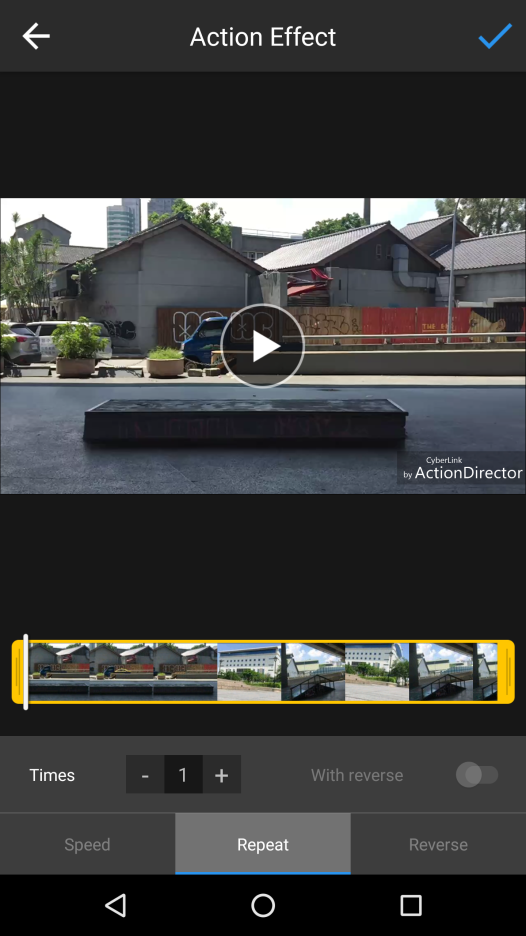 Action Effect
CyberLink
by ActionDirector
Times
- 1 +
With reverse
Speed
Repeat
Reverse